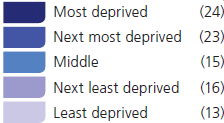 Most deprived (24)
Next most deprived (23)
Middle (15)
Next least deprived (16)
Least deprived (13)